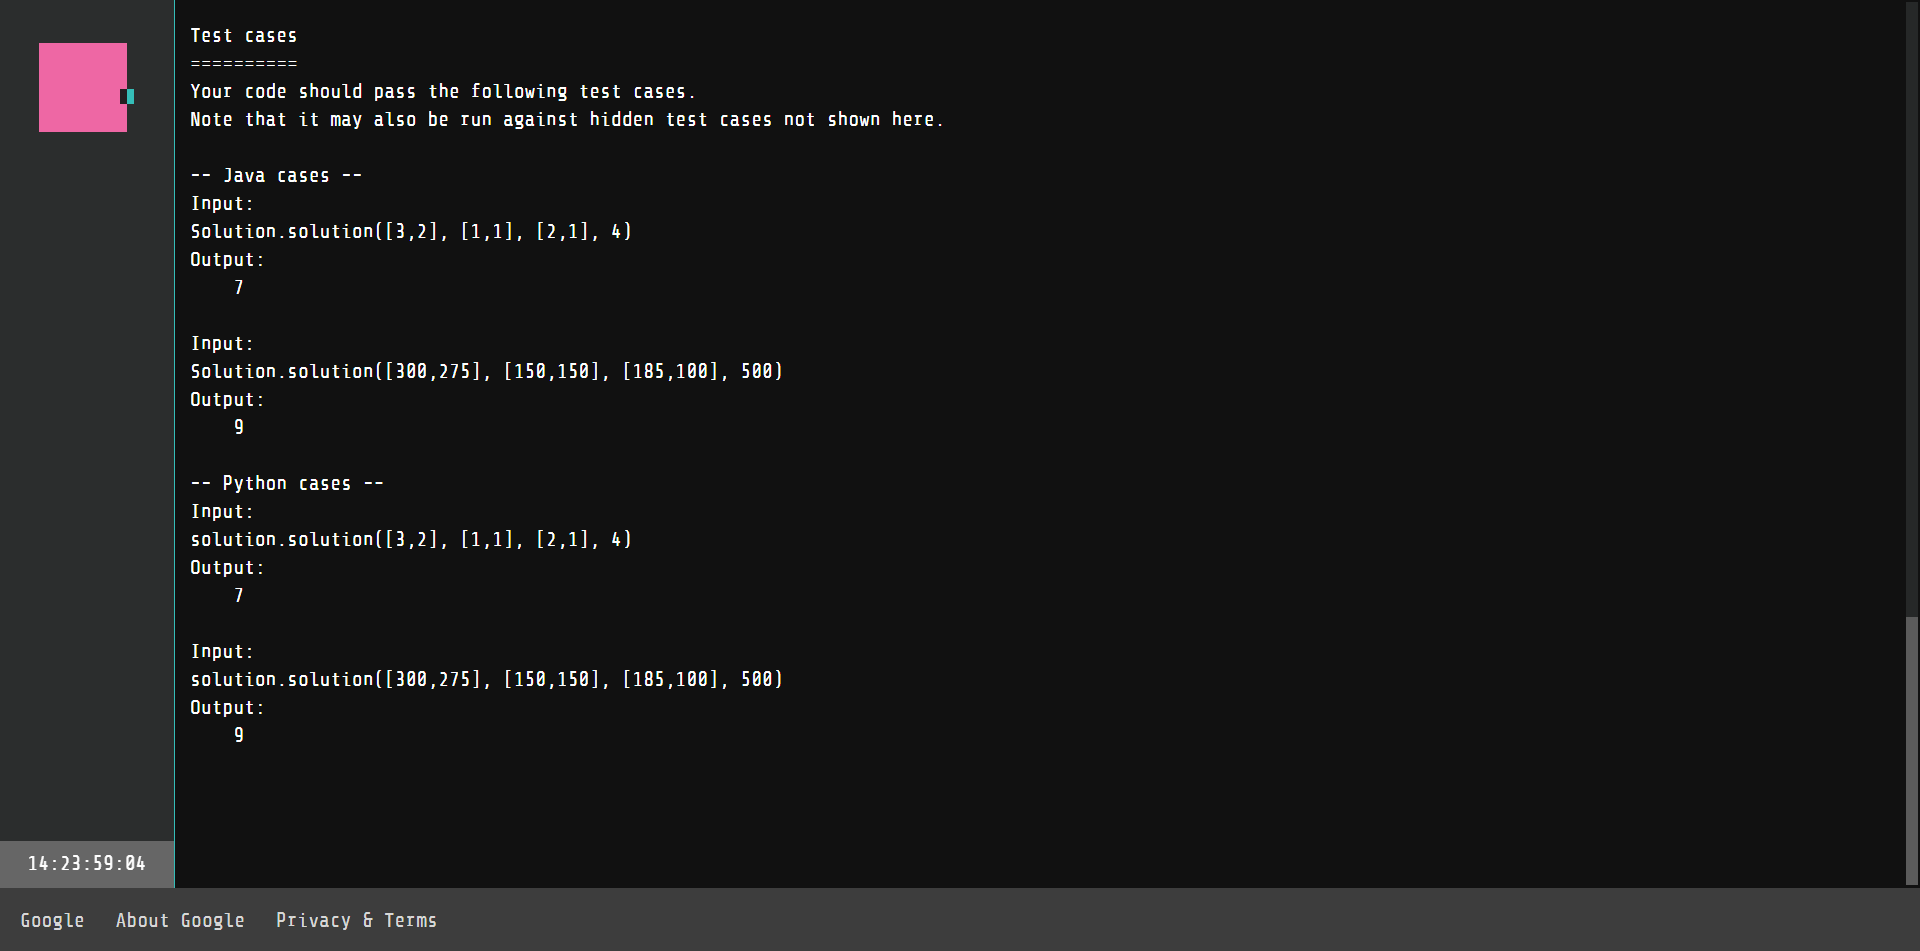 Test cases
==========
Your code should pass the following test cases.
Note that it may also be run against hidden test cases not shown here.
-- Java cases --
Input:
Solution.solution([3,2], [1,1], [2,1], 4)
Output:
    7
Input:
Solution.solution([300,275], [150,150], [185,100], 500)
Output:
    9
-- Python cases --
Input:
solution.solution([3,2], [1,1], [2,1], 4)
Output:
    7
Input:
solution.solution([300,275], [150,150], [185,100], 500)
Output:
    9
14:23:59:04
Google About Google Privacy & Terms